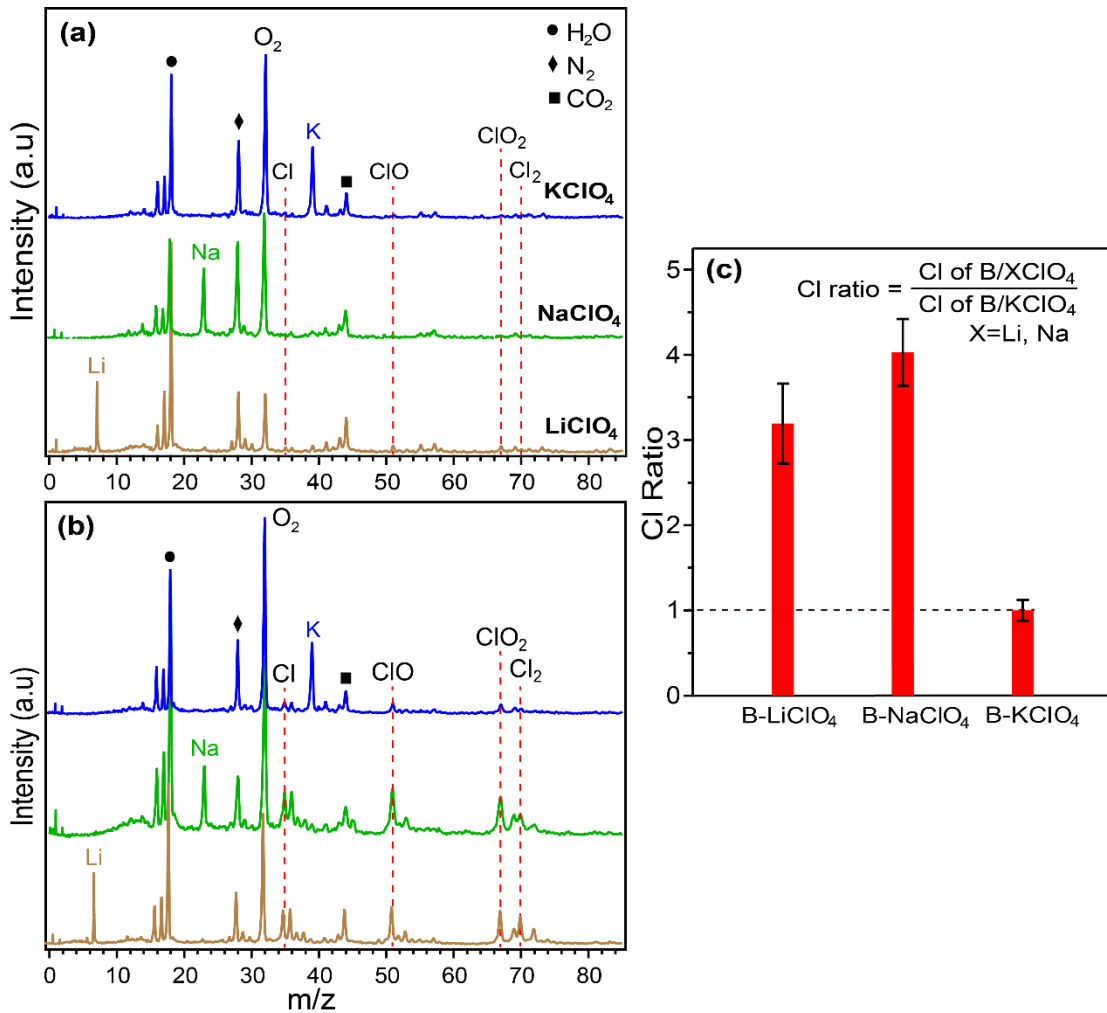 (a)
O₂
● H₂O
♦ N₂
■ CO₂
K
Cl
ClO
ClO₂
Cl₂
KClO₄
Na
NaClO₄
Li
LiClO₄
Intensity (a.u)
0 10 20 30 40 50 60 70 80
(b)
O₂
K
Cl
ClO
ClO₂
Cl₂
Na
Li
Intensity (a.u)
0 10 20 30 40 50 60 70 80
m/z
(c)
Cl ratio = Cl of B/XClO₄
Cl of B/KClO₄
X=Li, Na
Cl Ratio
5
4
3
2
1
0
B-LiClO₄ B-NaClO₄ B-KClO₄